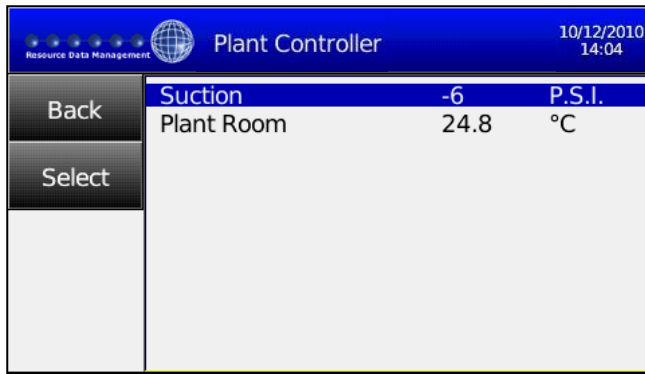 Resource Data Management
Plant Controller
10/12/2010
14:04
Back
Select
Suction -6 P.S.I.
Plant Room 24.8 °C